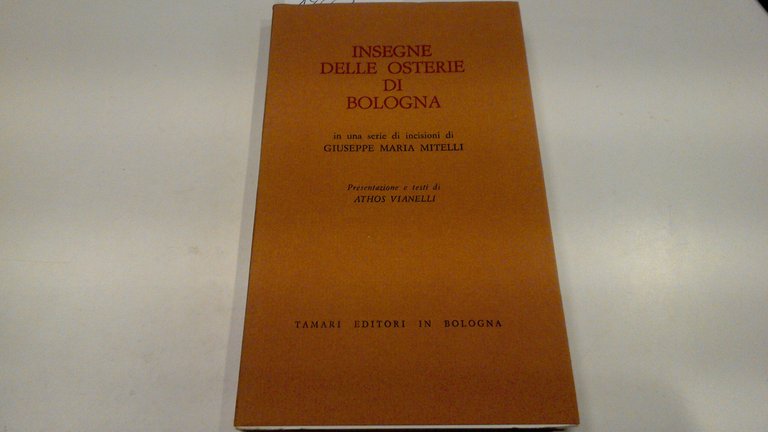 INSEGNE
DELLE OSTERIE
DI
BOLOGNA
in una serie di incisioni di
GIUSEPPE MARIA MITELLI
Presentazione e testi di
ATHOS VIANELLI
TAMARI EDITORI IN BOLOGNA